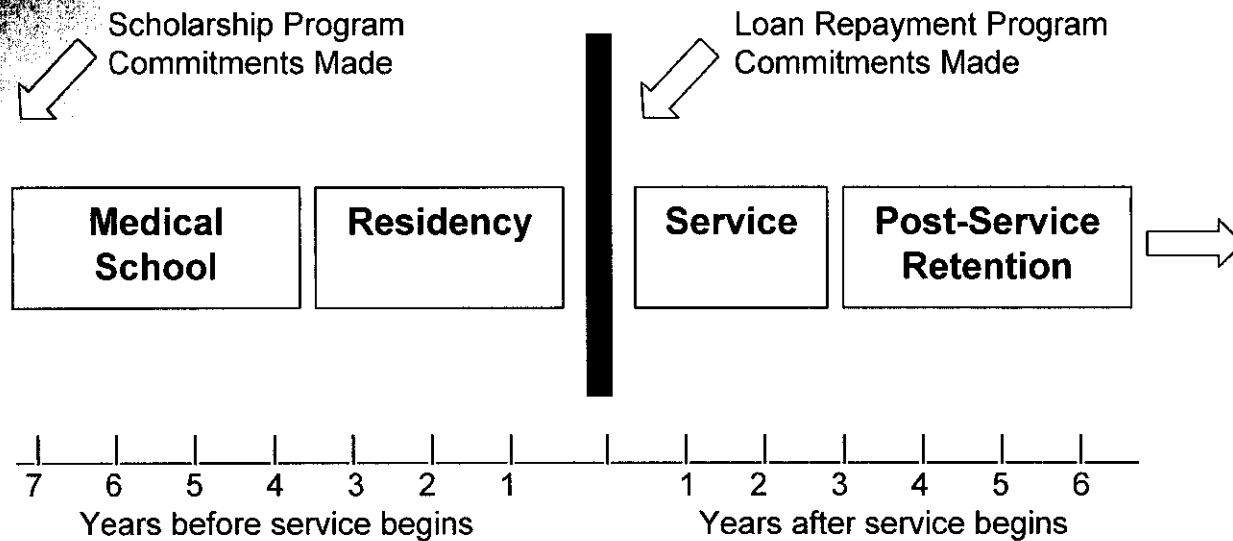 Scholarship Program
Commitments Made
Loan Repayment Program
Commitments Made
Medical
School
Residency
Service
Post-Service
Retention
7 6 5 4 3 2 1 1 2 3 4 5 6
Years before service begins
Years after service begins